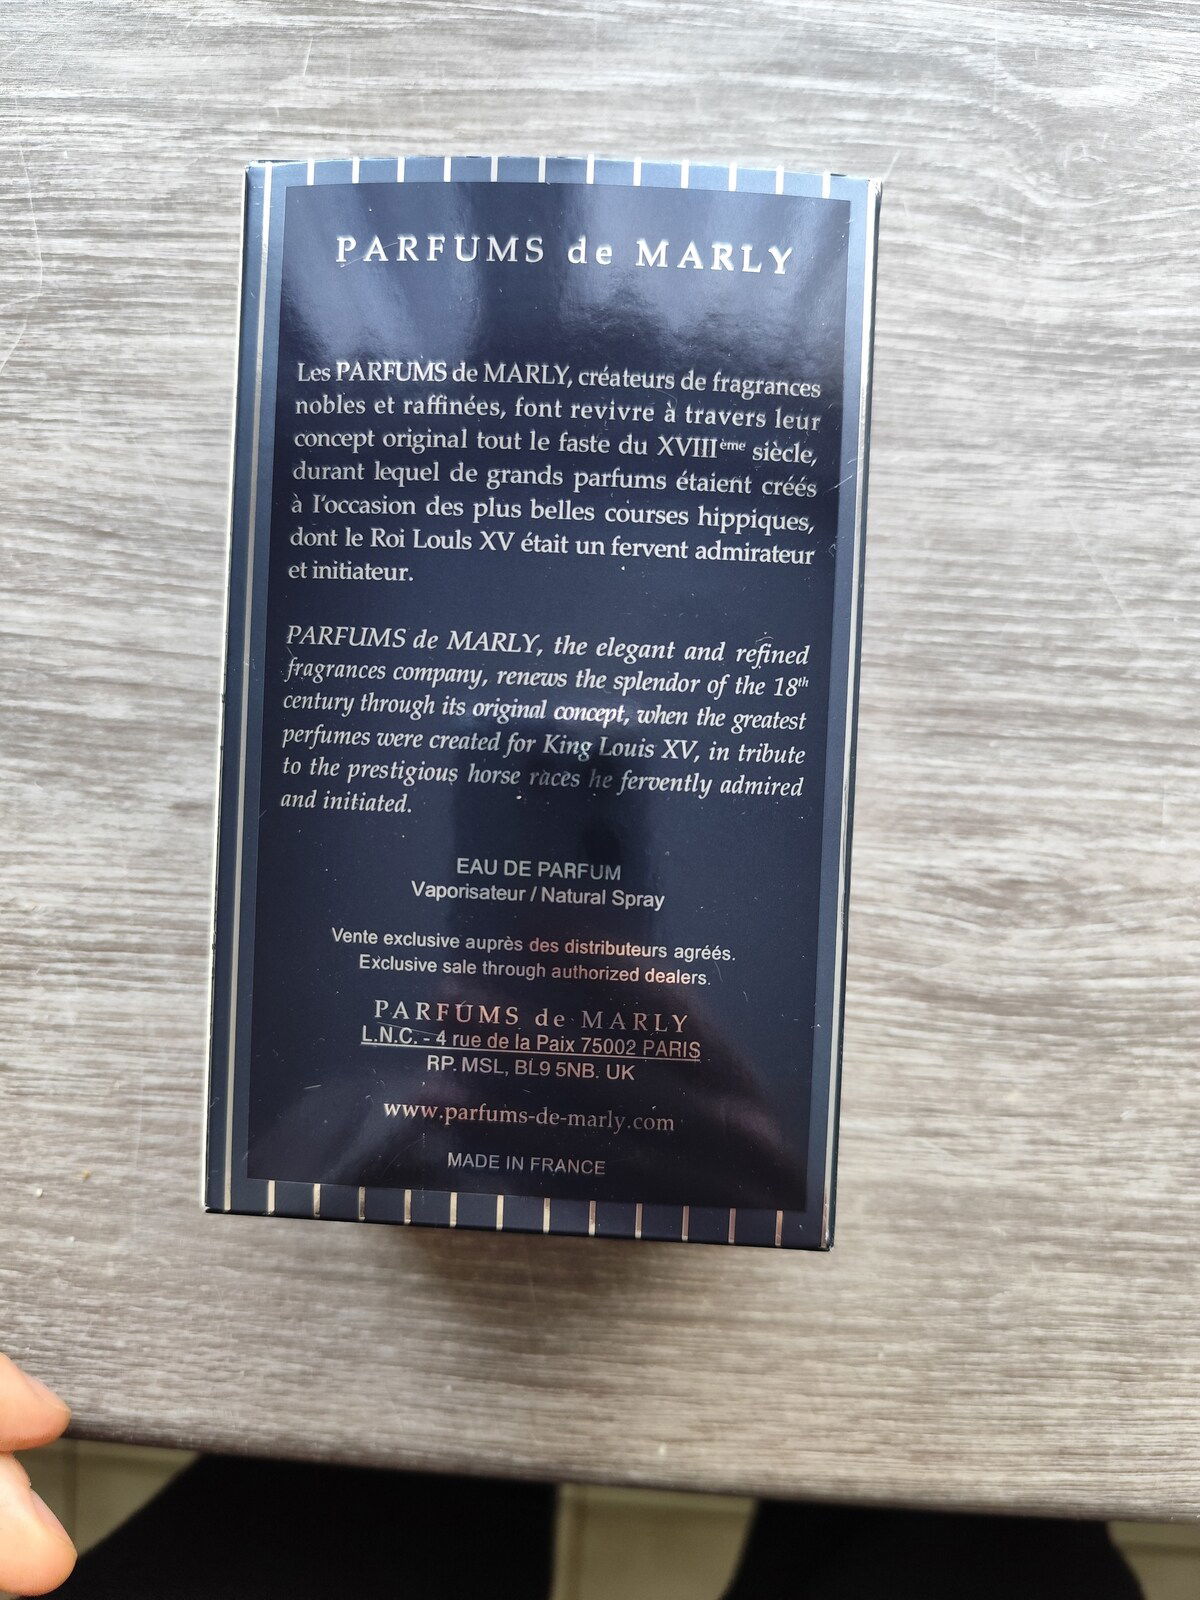 PARFUMS de MARLY
Les PARFUMS de MARLY, créateurs de fragrances
nobles et raffinées, font revivre à travers leur
concept original tout le faste du XVIIIème siècle,
durant lequel de grands parfums étaient créés
à l'occasion des plus belles courses hippiques,
dont le Roi Louls XV était un fervent admirateur
et initiateur.
PARFUMS de MARLY, the elegant and refined
fragrances company, renews the splendor of the 18th
century through its original concept, when the greatest
perfumes were created for King Louis XV, in tribute
to the prestigious horse races he fervently admired
and initiated.
EAU DE PARFUM
Vaporisateur / Natural Spray
Vente exclusive auprès des distributeurs agréés.
Exclusive sale through authorized dealers.
PARFUMS de MARLY
L.N.C. - 4 rue de la Paix 75002 PARIS
RP. MSL, BL9 5NB. UK
www.parfums-de-marly.com
MADE IN FRANCE